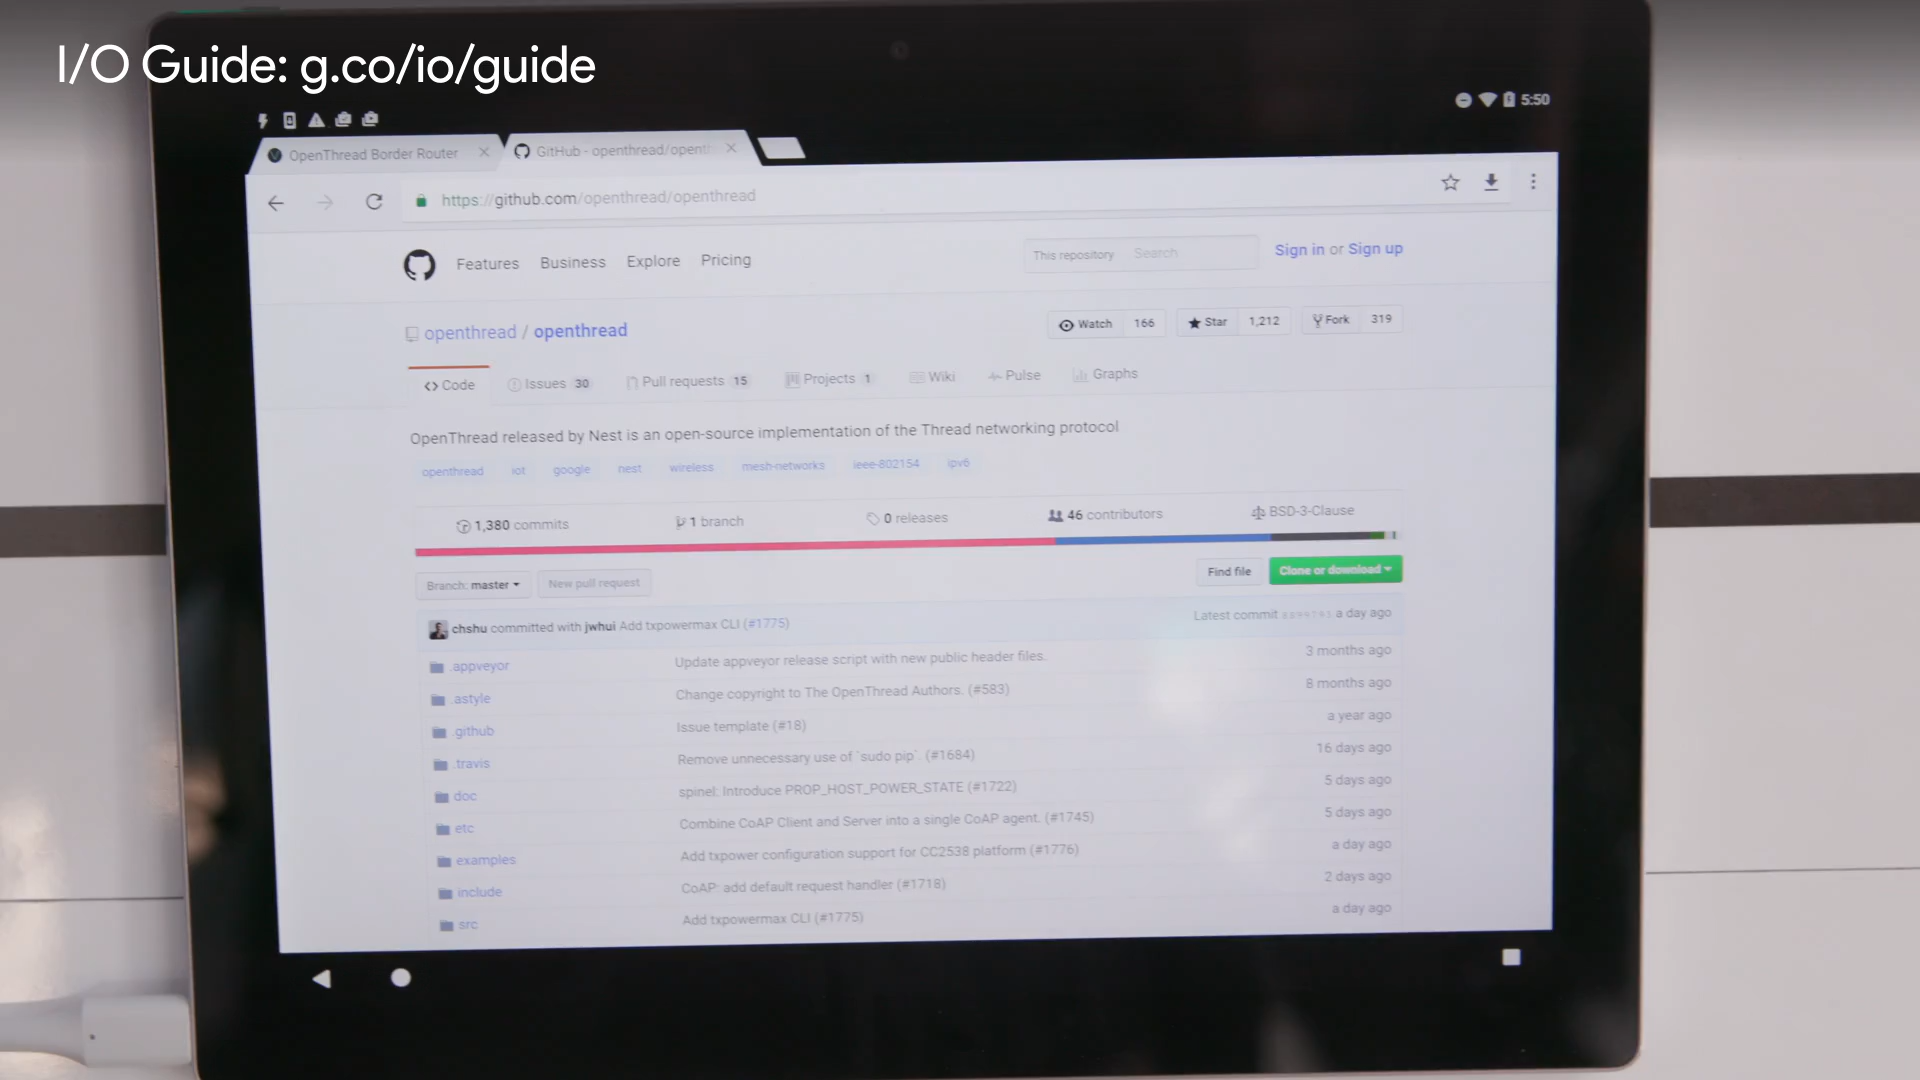 I/O Guide: g.co/io/guide
5:50
OpenThread Border Router
GitHub - openthread/openth
https://github.com/openthread/openthread
Features Business Explore Pricing
This repository Search
Sign in or Sign up
openthread / openthread
Watch 166 Star 1,212 Fork 319
Code Issues 30 Pull requests 15 Projects 1 Wiki Pulse Graphs
OpenThread released by Nest is an open-source implementation of the Thread networking protocol
openthread iot google nest wireless mesh-networks ieee-802154 ipv6
1,380 commits 1 branch 0 releases 46 contributors BSD-3-Clause
Branch: master New pull request Find file Clone or download
chshu committed with jwhui Add txpowermax CLI (#1775) Latest commit a day ago
.appveyor Update appveyor release script with new public header files. 3 months ago
.astyle Change copyright to The OpenThread Authors. (#583) 8 months ago
.github Issue template (#18) a year ago
.travis Remove unnecessary use of `sudo pip`. (#1684) 16 days ago
doc spinel: Introduce PROP_HOST_POWER_STATE (#1722) 5 days ago
etc Combine CoAP Client and Server into a single CoAP agent. (#1745) 5 days ago
examples Add txpower configuration support for CC2538 platform (#1776) a day ago
include CoAP: add default request handler (#1718) 2 days ago
src Add txpowermax CLI (#1775) a day ago